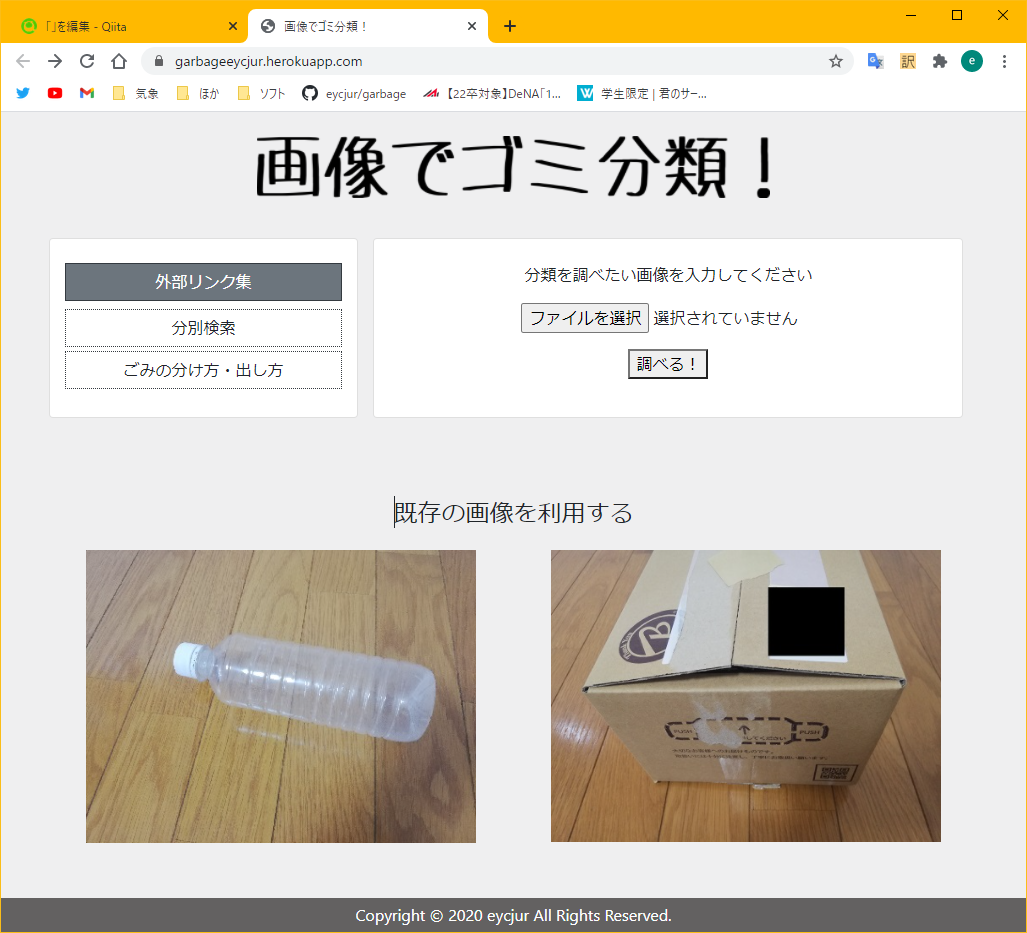 「」を編集 - Qiita
画像でゴミ分類！
garbageeycjur.herokuapp.com
訳
e
気象
ほか
ソフト
eycjur/garbage
【22卒対象】DeNA「1...
学生限定 | 君のサー...
画像でゴミ分類！
外部リンク集
分別検索
ごみの分け方・出し方
分類を調べたい画像を入力してください
ファイルを選択 選択されていません
調べる！
既存の画像を利用する
PUSH
PUSH
Copyright © 2020 eycjur All Rights Reserved.